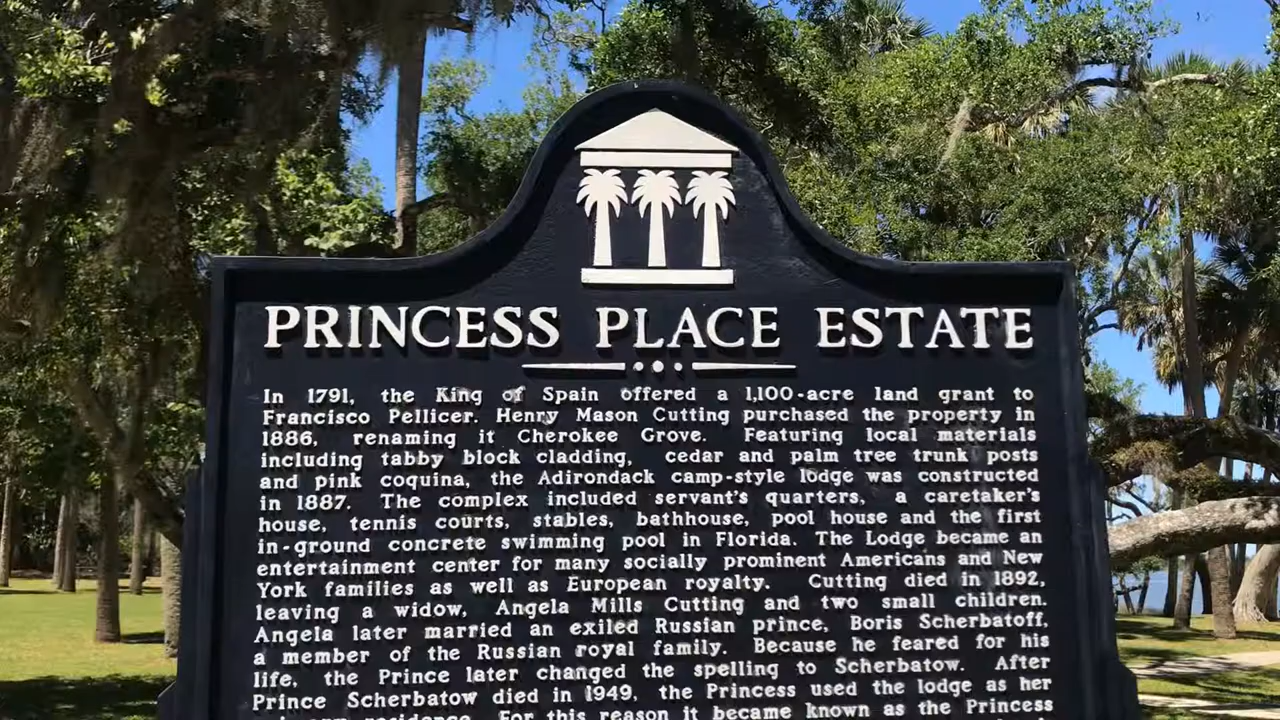 PRINCESS PLACE ESTATE
In 1791, the King of Spain offered a 1,100-acre land grant to
Francisco Pellicer. Henry Mason Cutting purchased the property in
1886, renaming it Cherokee Grove. Featuring local materials
including tabby block cladding, cedar and palm tree trunk posts
and pink coquina, the Adirondack camp-style lodge was constructed
in 1887. The complex included servant's quarters, a caretaker's
house, tennis courts, stables, bathhouse, pool house and the first
in-ground concrete swimming pool in Florida. The Lodge became an
entertainment center for many socially prominent Americans and New
York families as well as European royalty. Cutting died in 1892,
leaving a widow, Angela Mills Cutting and two small children.
Angela later married an exiled Russian prince, Boris Scherbatoff,
a member of the Russian royal family. Because he feared for his
life, the Prince later changed the spelling to Scherbatow. After
Prince Scherbatow died in 1949, the Princess used the lodge as her
residence. For this reason it became known as the Princess